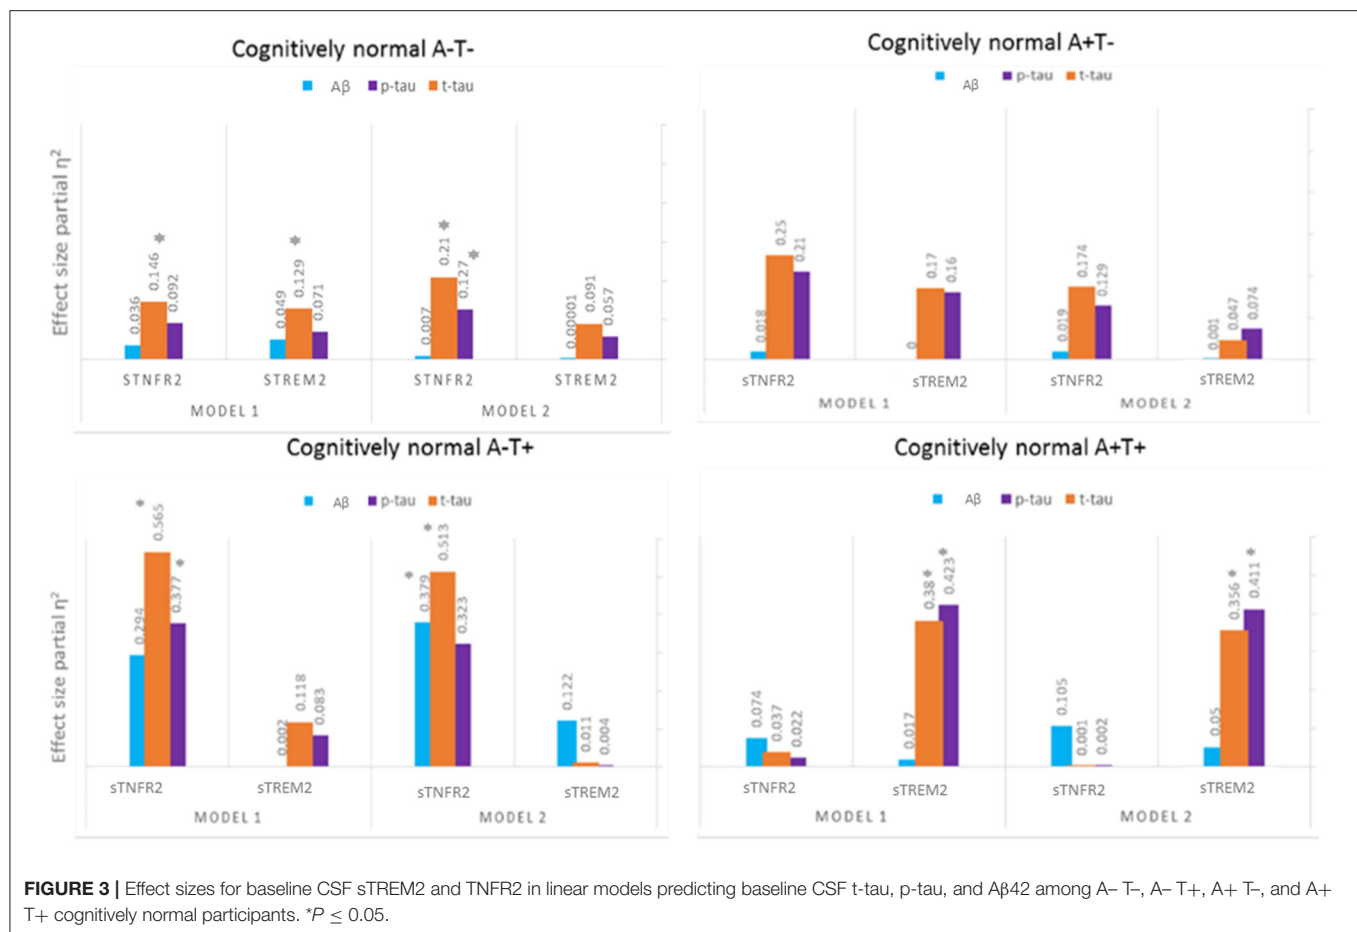 Cognitively normal A-T-
Aβ p-tau t-tau
Effect size partial η²
0.036
0.146 *
0.092
0.049
0.129 *
0.071
0.007
0.21 *
0.127 *
0.00001
0.091
0.057
STNFR2 STREM2 STNFR2 STREM2
MODEL 1 MODEL 2
Cognitively normal A+T-
Aβ p-tau t-tau
0.018
0.25
0.21
0
0.17
0.16
0.019
0.174
0.129
0.001
0.047
0.074
sTNFR2 sTREM2 sTNFR2 sTREM2
MODEL 1 MODEL 2
Cognitively normal A-T+
Aβ p-tau t-tau
Effect size partial η²
0.294
0.565 *
0.377 *
0.002
0.118
0.083
0.379 *
0.513 *
0.323
0.122
0.011
0.004
sTNFR2 sTREM2 sTNFR2 sTREM2
MODEL 1 MODEL 2
Cognitively normal A+T+
Aβ p-tau t-tau
0.074
0.037
0.022
0.017
0.38 *
0.423 *
0.105
0.001
0.002
0.05
0.356 *
0.411 *
sTNFR2 sTREM2 sTNFR2 sTREM2
MODEL 1 MODEL 2
FIGURE 3 | Effect sizes for baseline CSF sTREM2 and TNFR2 in linear models predicting baseline CSF t-tau, p-tau, and Aβ42 among A– T–, A– T+, A+ T–, and A+
T+ cognitively normal participants. *P ≤ 0.05.